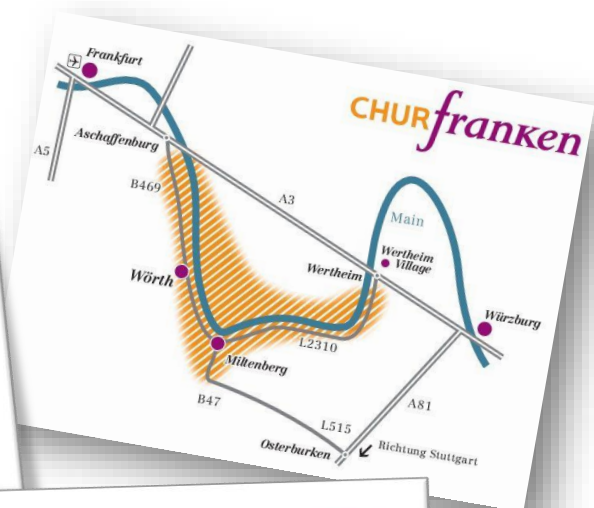 Frankfurt
CHURfranken
Aschaffenburg
A5
B469
A3
Main
Wertheim
Village
Wertheim
Wörth
Würzburg
L2310
Miltenberg
B47
A81
L515
Osterburken
Richtung Stuttgart